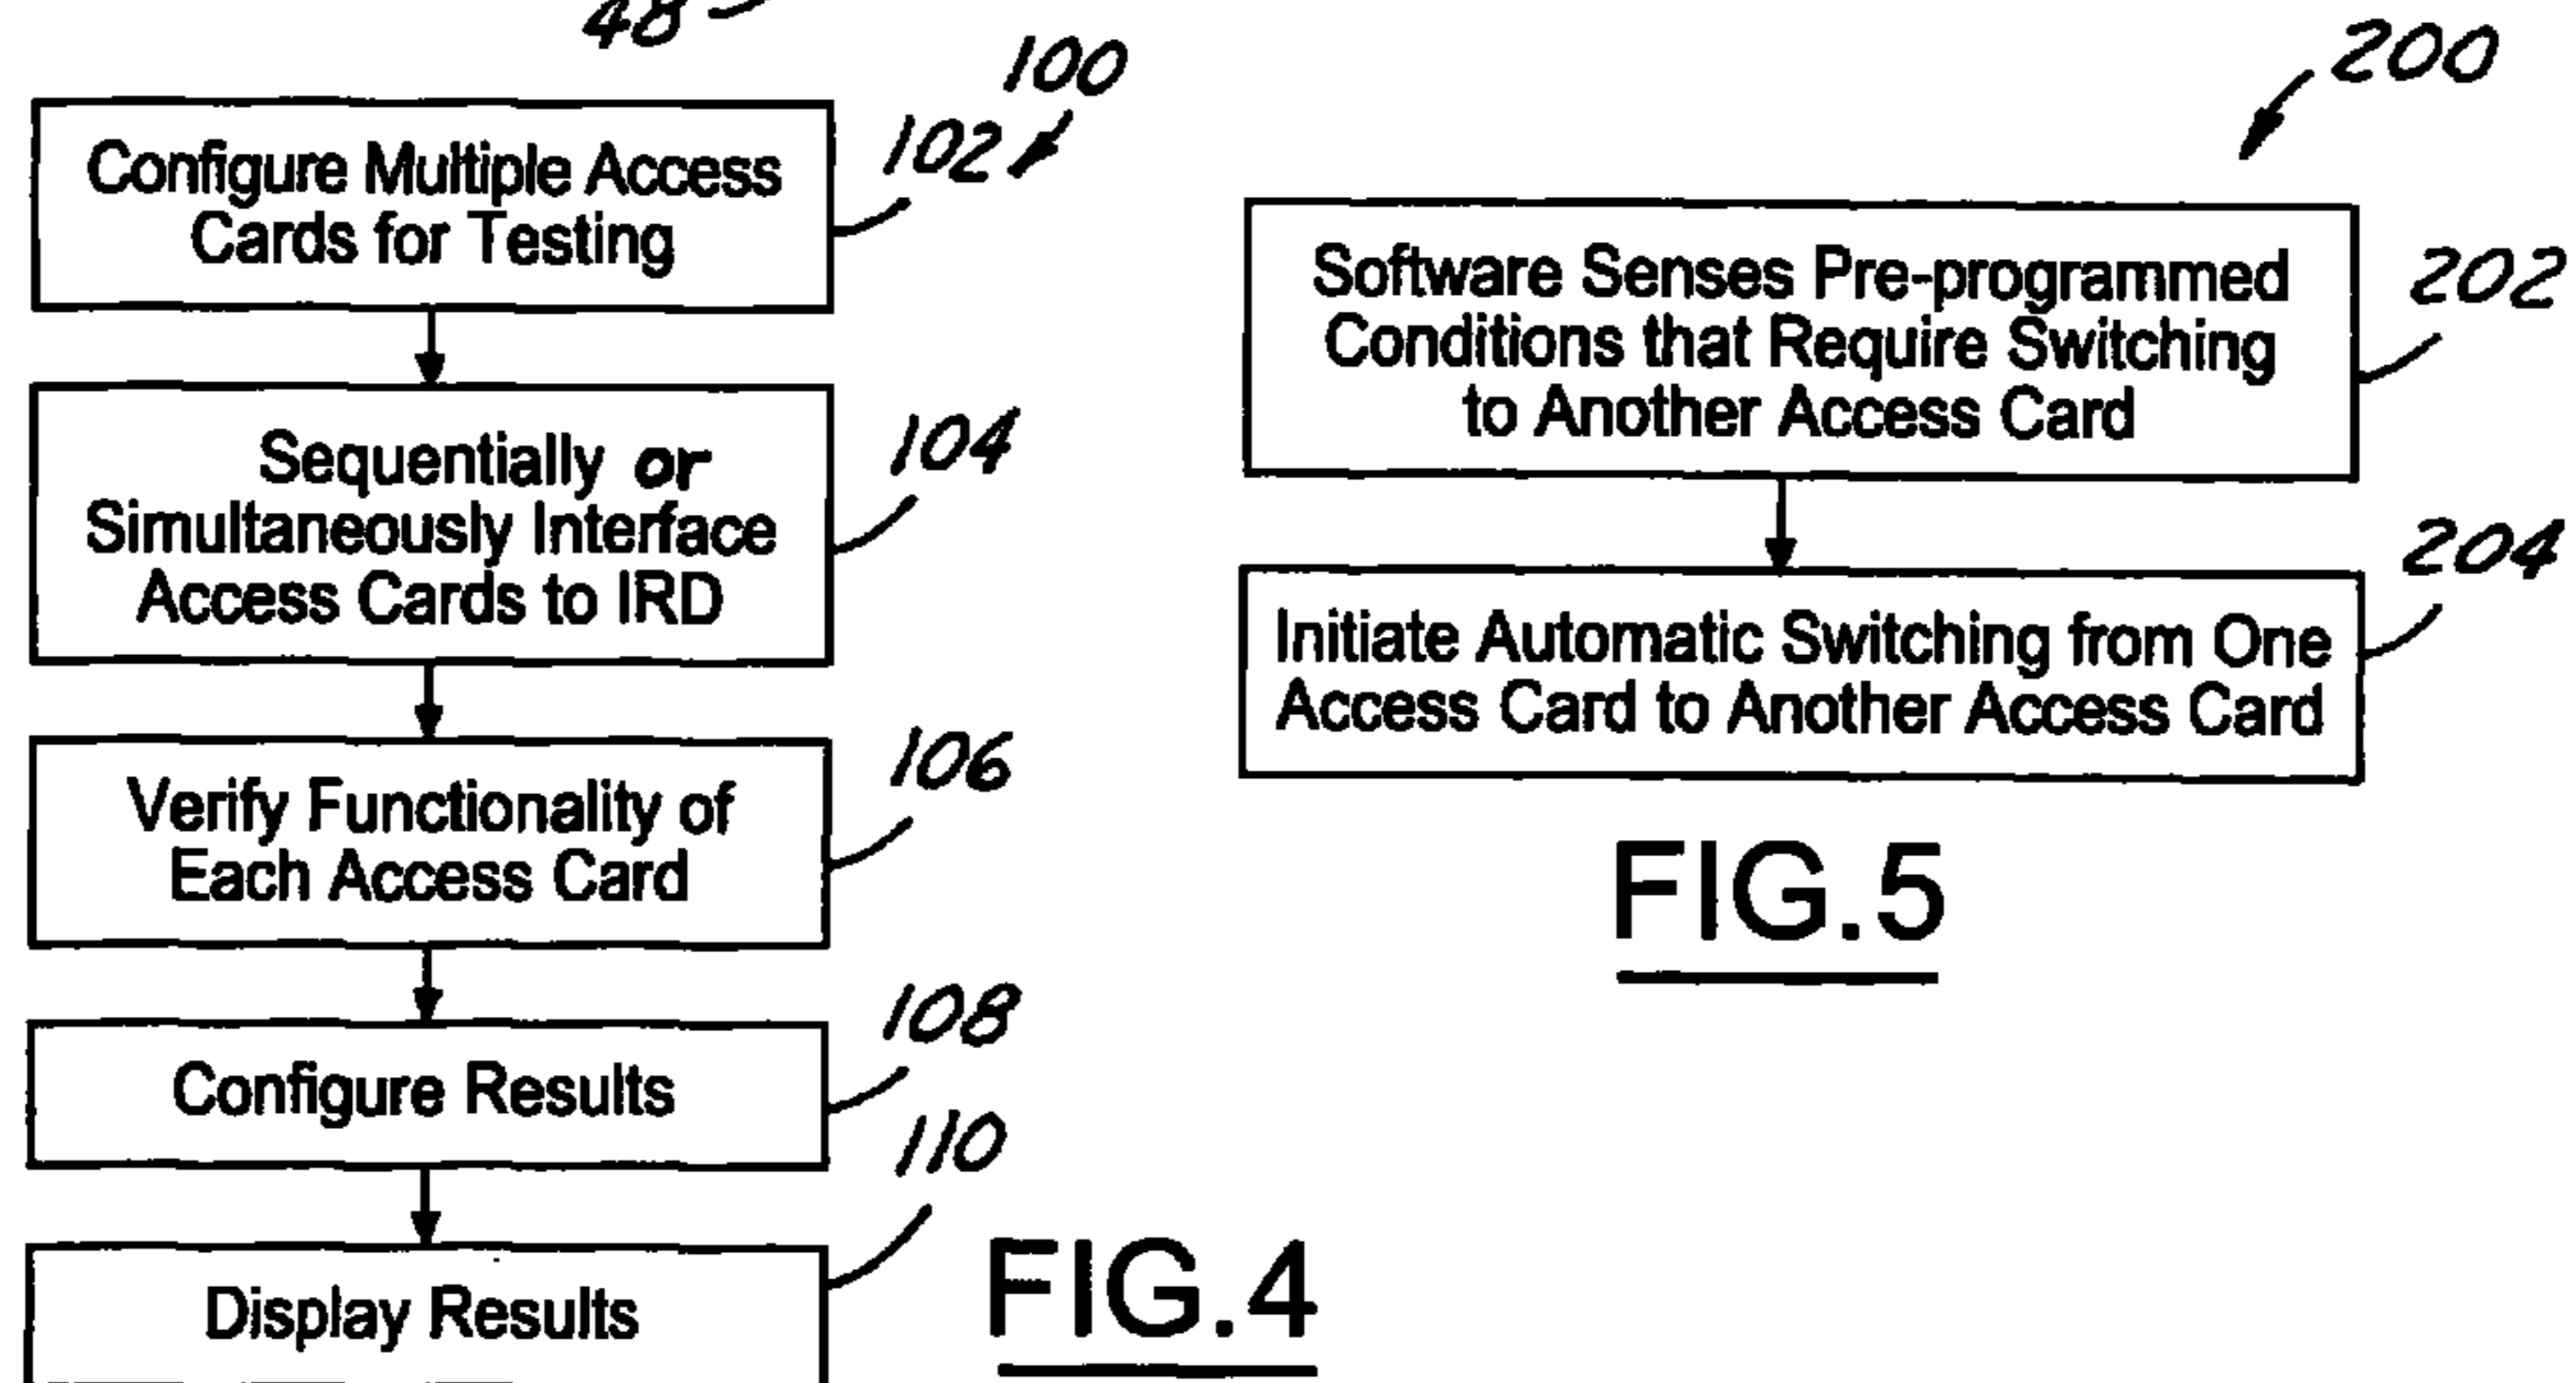 48
100
102
Configure Multiple Access
Cards for Testing
104
Sequentially or
Simultaneously Interface
Access Cards to IRD
106
Verify Functionality of
Each Access Card
108
Configure Results
110
Display Results
FIG.4
200
Software Senses Pre-programmed
Conditions that Require Switching
to Another Access Card
202
Initiate Automatic Switching from One
Access Card to Another Access Card
204
FIG.5